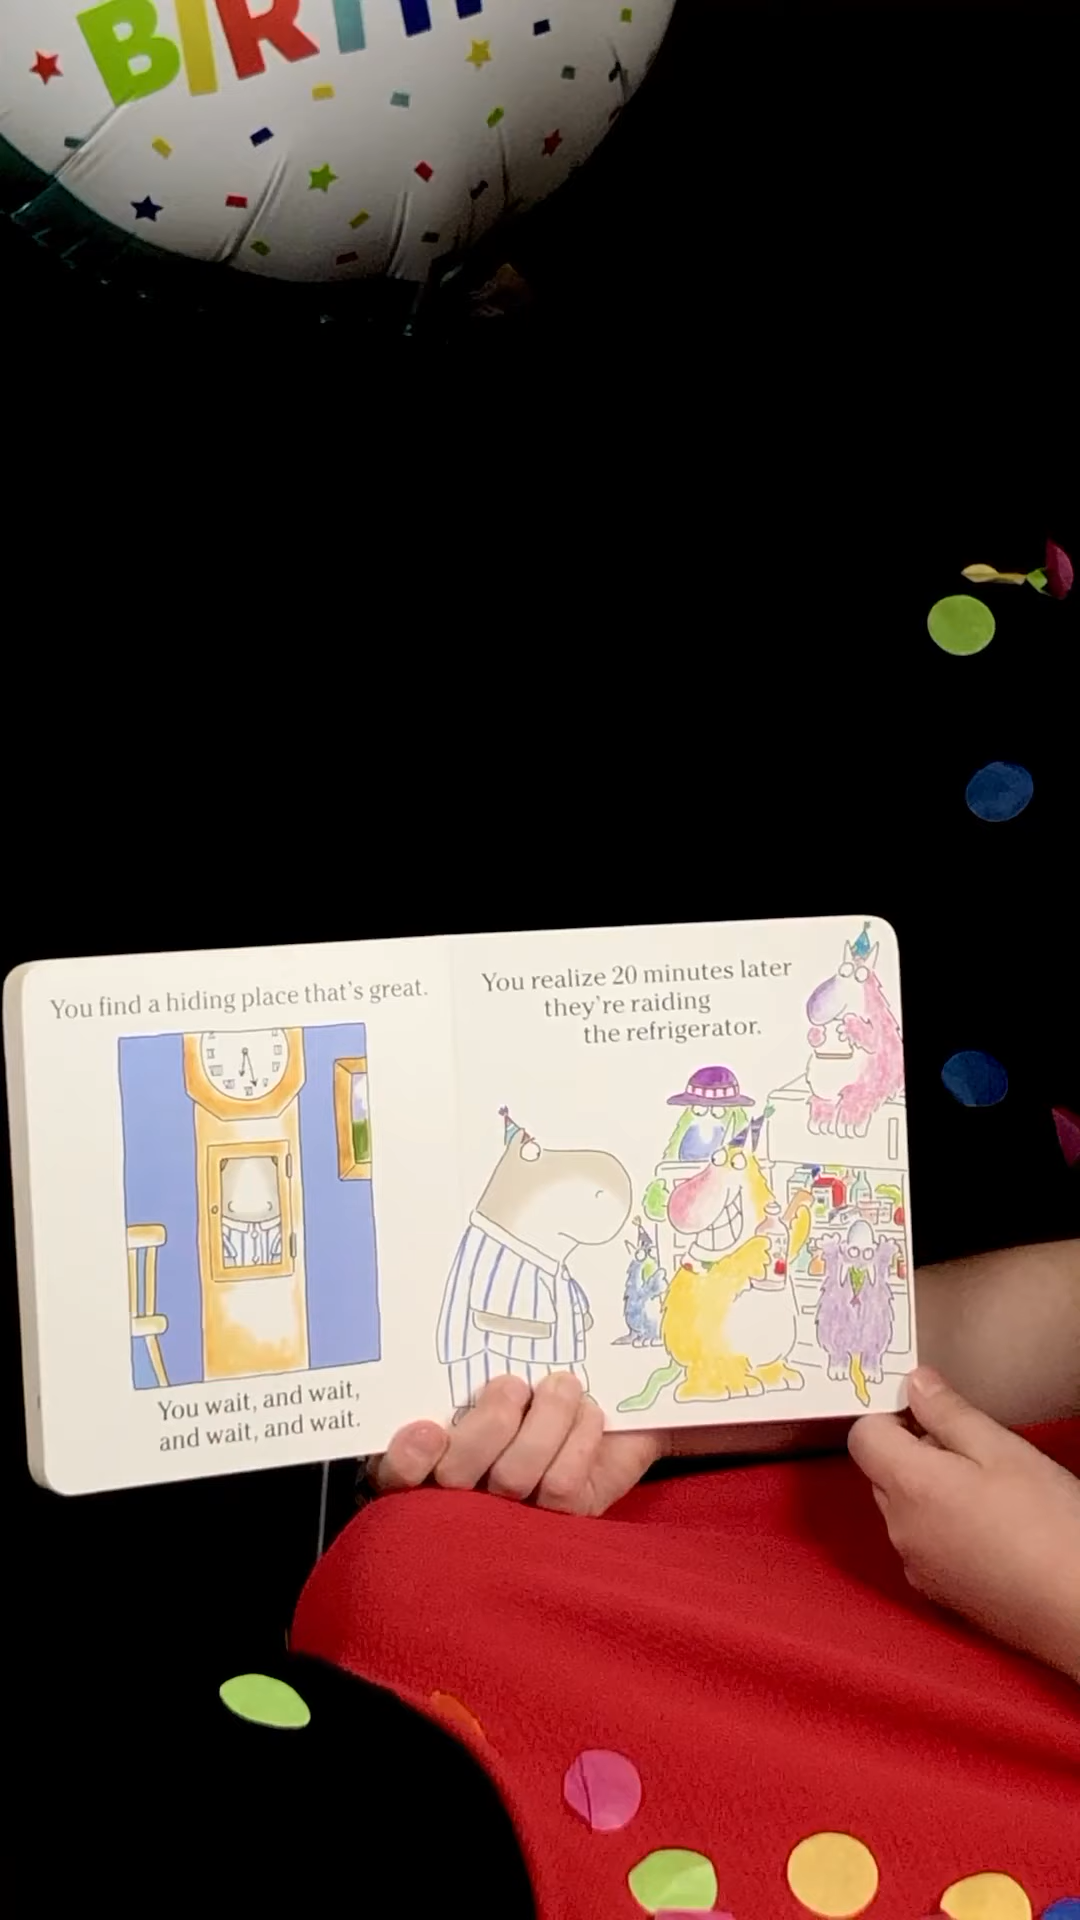 BIRTH
You find a hiding place that's great.
You wait, and wait,
and wait, and wait.
You realize 20 minutes later
they're raiding
the refrigerator.